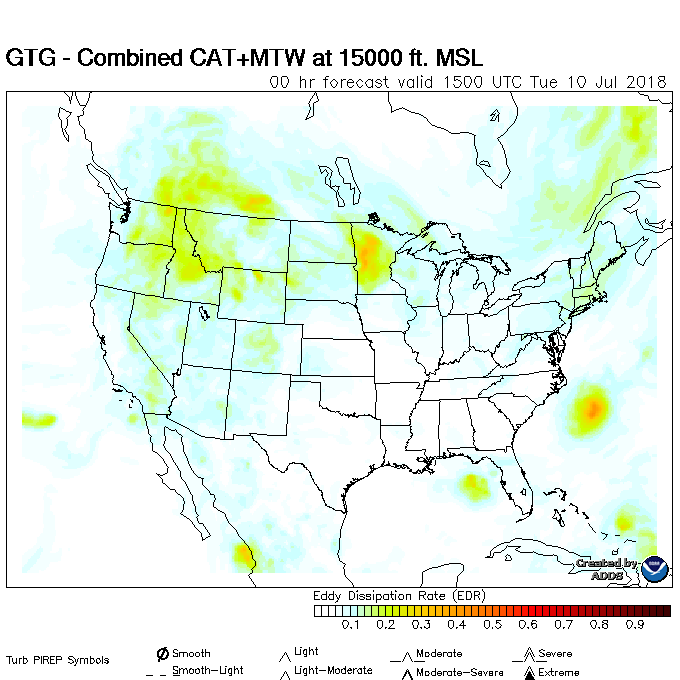 GTG - Combined CAT+MTW at 15000 ft. MSL
00 hr forecast valid 1500 UTC Tue 10 Jul 2018
Created by
ADDS
Eddy Dissipation Rate (EDR)
0.1 0.2 0.3 0.4 0.5 0.6 0.7 0.8 0.9
Turb PIREP Symbols
Smooth Light Moderate Severe
Smooth-Light Light-Moderate Moderate-Severe Extreme